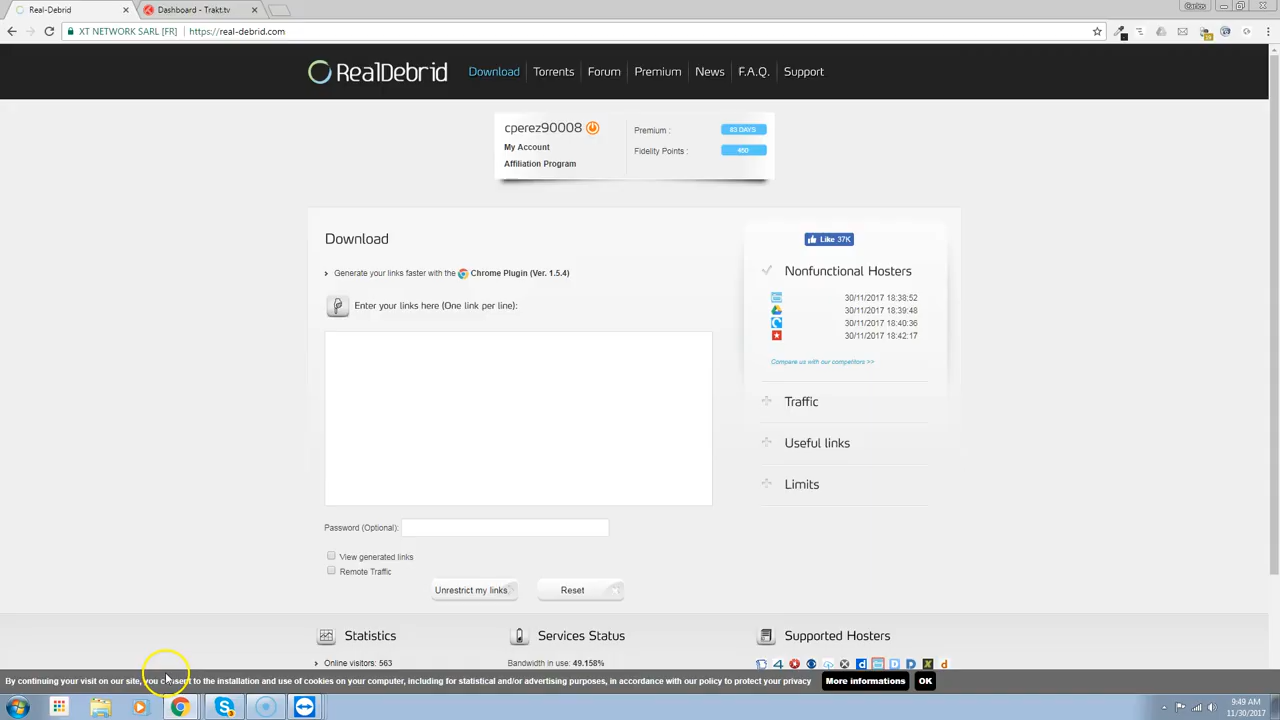 Real-Debrid
Dashboard - Trakt.tv
Carlos
XT NETWORK SARL [FR]
https://real-debrid.com
RealDebrid
Download
Torrents
Forum
Premium
News
F.A.Q.
Support
cperez90008
My Account
Affiliation Program
Premium :
83 DAYS
Fidelity Points :
450
Download
Generate your links faster with the Chrome Plugin (Ver. 1.5.4)
Enter your links here (One link per line):
Password (Optional):
View generated links
Remote Traffic
Unrestrict my links
Reset
Like 37K
Nonfunctional Hosters
30/11/2017 18:38:52
30/11/2017 18:39:48
30/11/2017 18:40:36
30/11/2017 18:42:17
Compare us with our competitors >>
Traffic
Useful links
Limits
Statistics
Online visitors: 563
Services Status
Bandwidth in use: 49.158%
Supported Hosters
By continuing your visit on our site, you consent to the installation and use of cookies on your computer, including for statistical and/or advertising purposes, in accordance with our policy to protect your privacy
More informations
OK
9:49 AM
11/30/2017